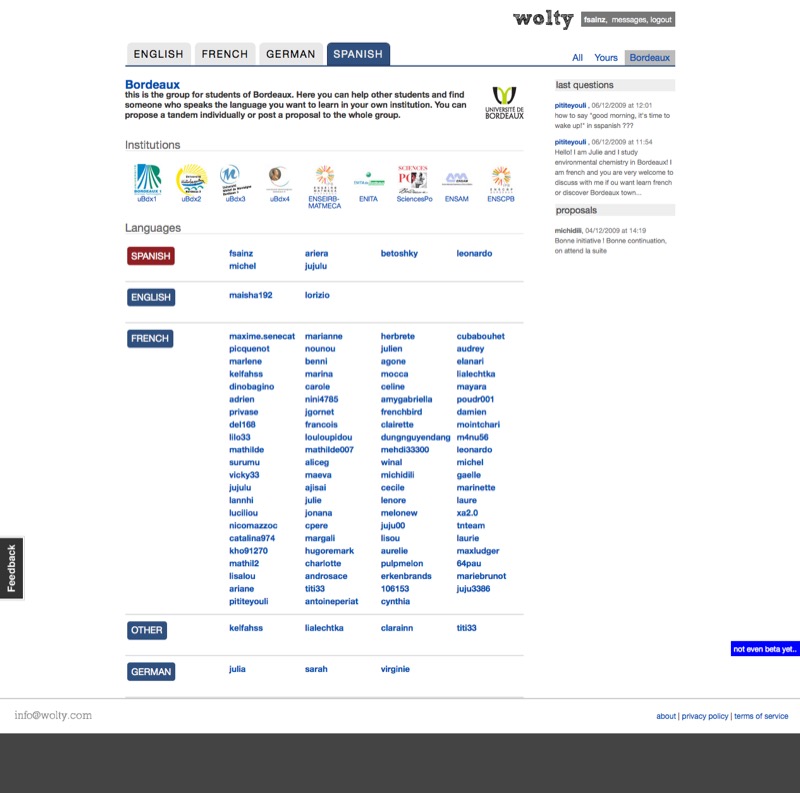 wolty
fsainz, messages, logout
ENGLISH FRENCH GERMAN SPANISH
All Yours Bordeaux
Bordeaux
this is the group for students of Bordeaux. Here you can help other students and find
someone who speaks the language you want to learn in your own institution. You can
propose a tandem individually or post a proposal to the whole group.
UNIVERSITÉ DE
BORDEAUX
Institutions
uBdx1 uBdx2 uBdx3 uBdx4 ENSEIRB-MATMECA ENITA SciencesPo ENSAM ENSCPB
Languages
SPANISH
fsainz ariera betoshky leonardo
michel jujulu
ENGLISH
maisha192 lorizio
FRENCH
maxime.senecat marianne herbrete cubabouhet
picquenot nounou julien audrey
marlene benni agone elanari
kelfahss marina mocca lialechtka
dinobagino carole celine mayara
adrien nini4785 amygabriella poudr001
privase jgornet frenchbird damien
del168 francois clairette mointchari
lilo33 louloupidou dungnguyendang m4nu56
mathilde mathilde007 mehdi33300 leonardo
surumu aliceg winal michel
vicky33 maeva michidili gaelle
jujulu ajisai cecile marinette
lannhi julie lenore laure
luciliou jonana melonew xa2.0
nicomazzoc cpere juju00 tnteam
catalina974 margali lisou laurie
kho91270 hugoremark aurelie maxludger
mathil2 charlotte pulpmelon 64pau
lisalou androsace erkenbrands mariebrunot
ariane titi33 106153 juju3386
pititeyouli antoineperiat cynthia
OTHER
kelfahss lialechtka clarainn titi33
GERMAN
julia sarah virginie
last questions
pititeyouli , 06/12/2009 at 12:01
how to say "good morning, it's time to
wake up!" in sspanish ???
pititeyouli , 06/12/2009 at 11:54
Hello! I am Julie and I study
environmental chemistry in Bordeaux! I
am french and you are very welcome to
discuss with me if you want learn french
or discover Bordeaux town...
proposals
michidili, 04/12/2009 at 14:19
Bonne initiative ! Bonne continuation,
on attend la suite
Feedback
not even beta yet..
info@wolty.com
about | privacy policy | terms of service